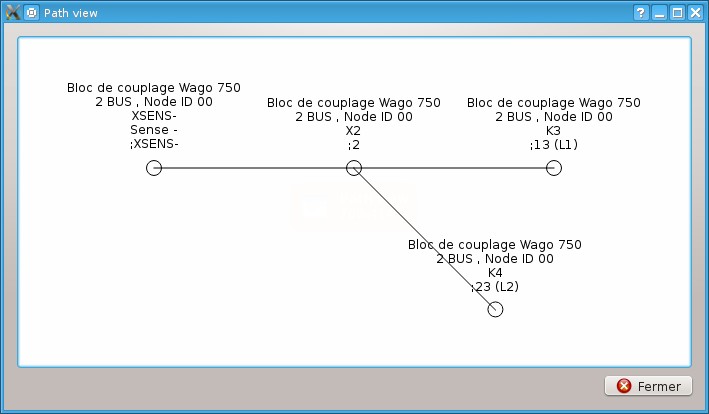 Path view
Bloc de couplage Wago 750
2 BUS , Node ID 00
XSENS-
Sense -
;XSENS-
Bloc de couplage Wago 750
2 BUS , Node ID 00
X2
;2
Bloc de couplage Wago 750
2 BUS , Node ID 00
K3
;13 (L1)
Bloc de couplage Wago 750
2 BUS , Node ID 00
K4
;23 (L2)
Fermer